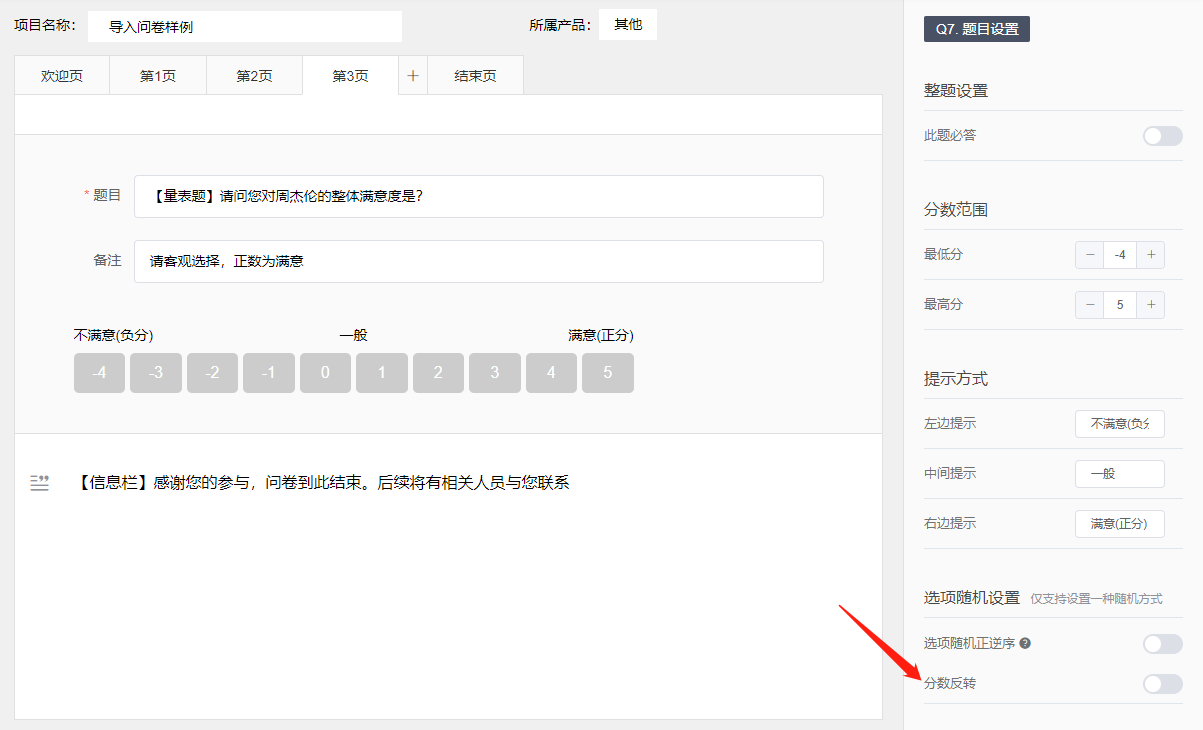 项目名称： 导入问卷样例 所属产品： 其他
欢迎页 第1页 第2页 第3页 + 结束页
* 题目 【量表题】请问您对周杰伦的整体满意度是?
备注 请客观选择，正数为满意
不满意(负分) 一般 满意(正分)
-4 -3 -2 -1 0 1 2 3 4 5
【信息栏】感谢您的参与，问卷到此结束。后续将有相关人员与您联系
Q7. 题目设置
整题设置
此题必答
分数范围
最低分 − -4 +
最高分 − 5 +
提示方式
左边提示 不满意(负分
中间提示 一般
右边提示 满意(正分)
选项随机设置 仅支持设置一种随机方式
选项随机正逆序 ?
分数反转